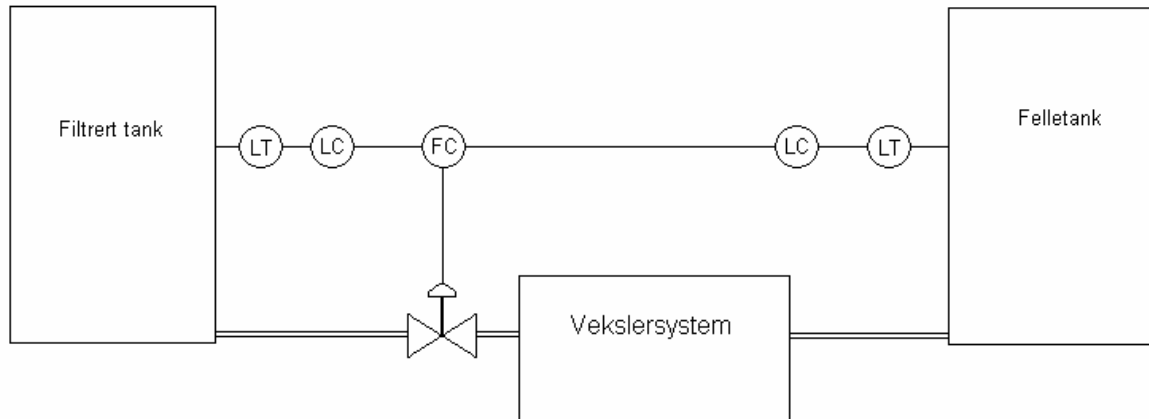 Filtrert tank
Felletank
LT
LC
FC
LC
LT
Vekslersystem